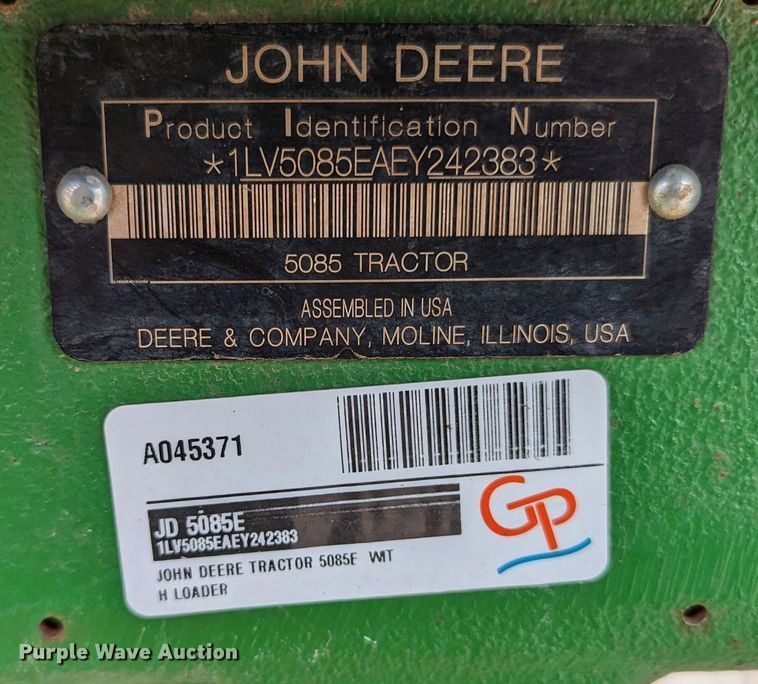 JOHN DEERE
Product Identification Number
*1LV5085EAEY242383*
5085 TRACTOR
ASSEMBLED IN USA
DEERE & COMPANY, MOLINE, ILLINOIS, USA
A045371
JD 5085E
1LV5085EAEY242383
JOHN DEERE TRACTOR 5085E WIT
H LOADER
GP
Purple Wave Auction